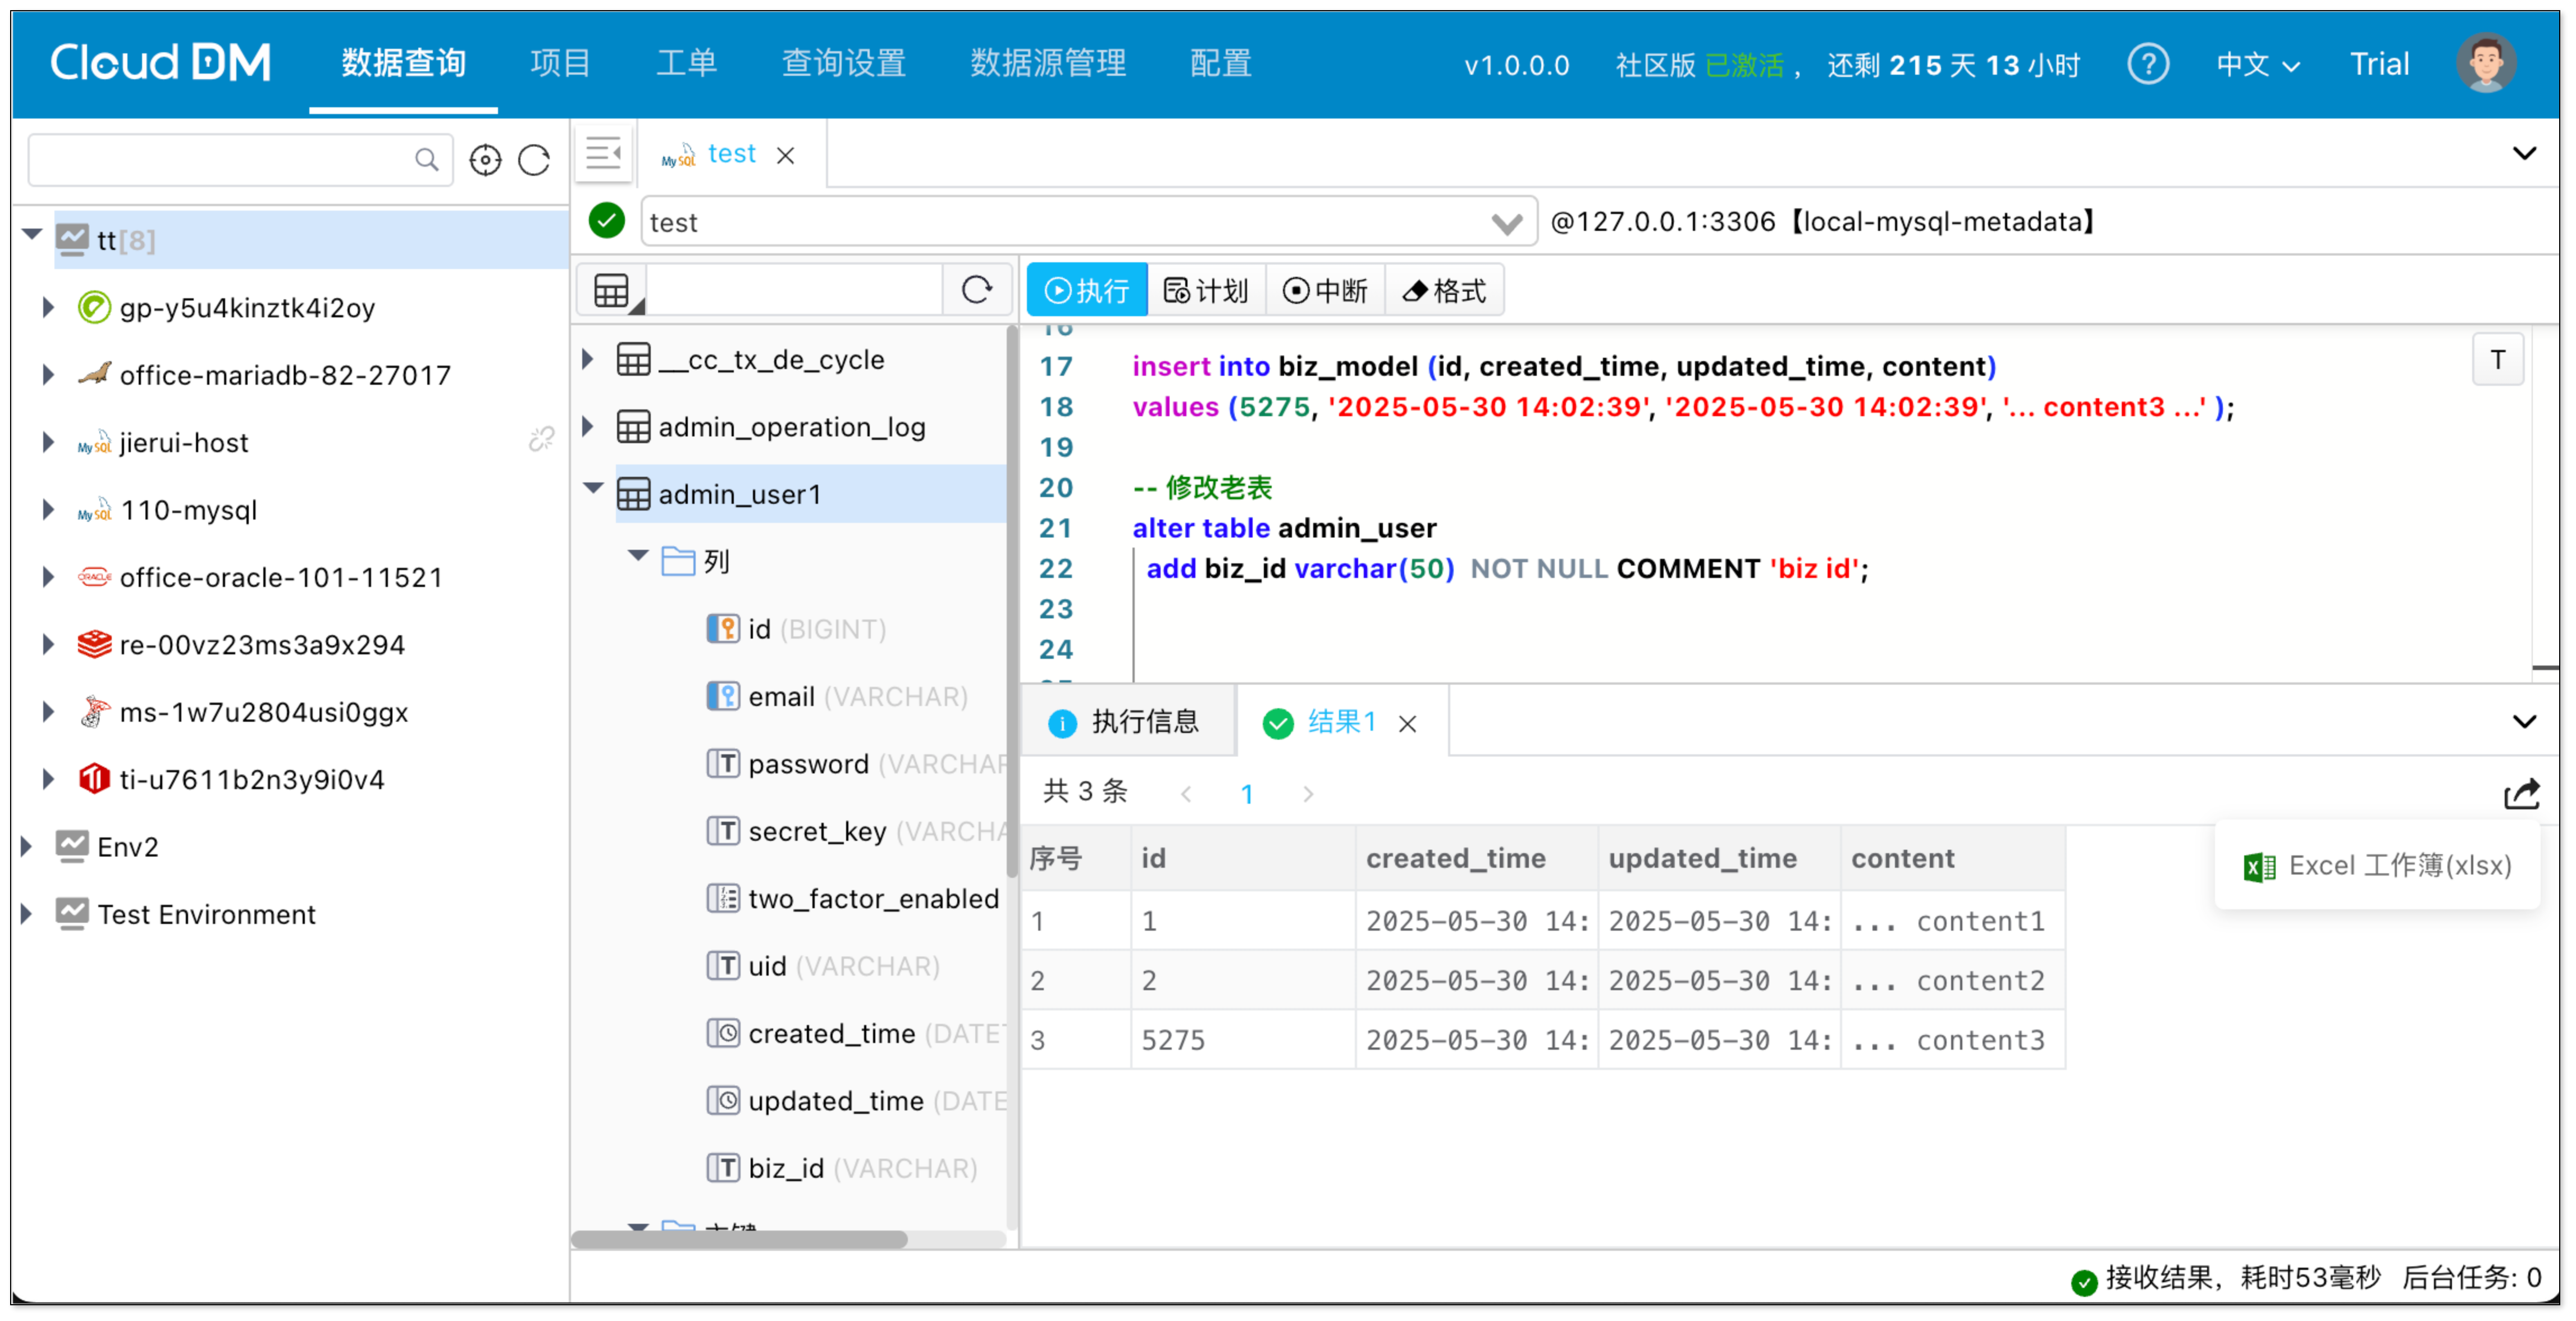 Cloud DM 数据查询 项目 工单 查询设置 数据源管理 配置 v1.0.0.0 社区版 已激活， 还剩 215 天 13 小时 ? 中文 Trial
MySQL test
test @127.0.0.1:3306【local-mysql-metadata】
执行 计划 中断 格式
tt[8]
gp-y5u4kinztk4i2oy
office-mariadb-82-27017
MySQL jierui-host
MySQL 110-mysql
ORACLE office-oracle-101-11521
re-00vz23ms3a9x294
ms-1w7u2804usi0ggx
ti-u7611b2n3y9i0v4
Env2
Test Environment
__cc_tx_de_cycle
admin_operation_log
admin_user1
列
id (BIGINT)
email (VARCHAR)
password (VARCHAR
secret_key (VARCHA
two_factor_enabled
uid (VARCHAR)
created_time (DATET
updated_time (DATE
biz_id (VARCHAR)
主键
16
17 insert into biz_model (id, created_time, updated_time, content)
18 values (5275, '2025-05-30 14:02:39', '2025-05-30 14:02:39', '... content3 ...' );
19
20 -- 修改老表
21 alter table admin_user
22 add biz_id varchar(50) NOT NULL COMMENT 'biz id';
23
24
T
执行信息 结果1
共 3 条 1
Excel 工作簿(xlsx)
序号 id created_time updated_time content
1 1 2025-05-30 14: 2025-05-30 14: ... content1
2 2 2025-05-30 14: 2025-05-30 14: ... content2
3 5275 2025-05-30 14: 2025-05-30 14: ... content3
接收结果，耗时53毫秒 后台任务: 0